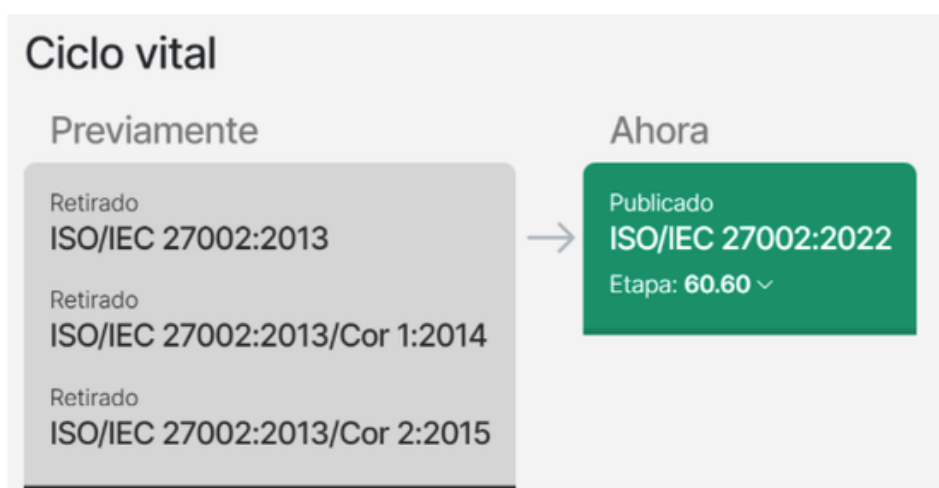 Ciclo vital
Previamente
Retirado
ISO/IEC 27002:2013
Retirado
ISO/IEC 27002:2013/Cor 1:2014
Retirado
ISO/IEC 27002:2013/Cor 2:2015
Ahora
Publicado
ISO/IEC 27002:2022
Etapa: 60.60